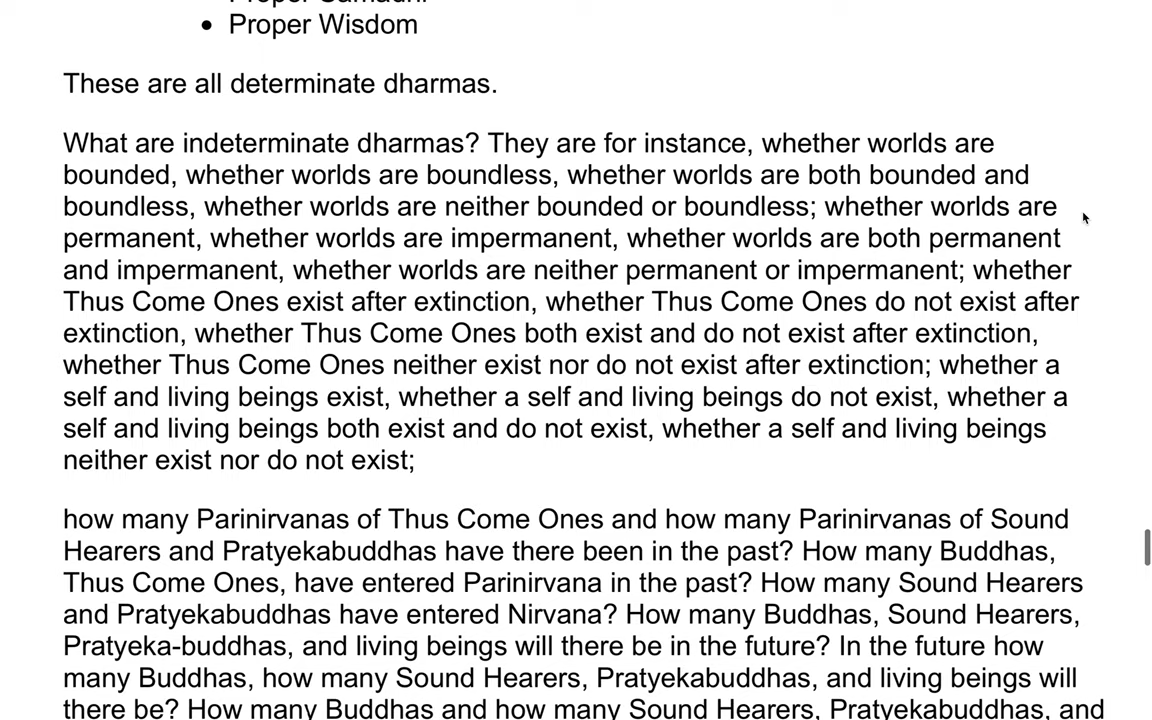 • Proper Samadhi
• Proper Wisdom
These are all determinate dharmas.
What are indeterminate dharmas? They are for instance, whether worlds are
bounded, whether worlds are boundless, whether worlds are both bounded and
boundless, whether worlds are neither bounded or boundless; whether worlds are
permanent, whether worlds are impermanent, whether worlds are both permanent
and impermanent, whether worlds are neither permanent or impermanent; whether
Thus Come Ones exist after extinction, whether Thus Come Ones do not exist after
extinction, whether Thus Come Ones both exist and do not exist after extinction,
whether Thus Come Ones neither exist nor do not exist after extinction; whether a
self and living beings exist, whether a self and living beings do not exist, whether a
self and living beings both exist and do not exist, whether a self and living beings
neither exist nor do not exist;
how many Parinirvanas of Thus Come Ones and how many Parinirvanas of Sound
Hearers and Pratyekabuddhas have there been in the past? How many Buddhas,
Thus Come Ones, have entered Parinirvana in the past? How many Sound Hearers
and Pratyekabuddhas have entered Nirvana? How many Buddhas, Sound Hearers,
Pratyeka-buddhas, and living beings will there be in the future? In the future how
many Buddhas, how many Sound Hearers, Pratyekabuddhas, and living beings will
there be? How many Buddhas and how many Sound Hearers, Pratyekabuddhas, and